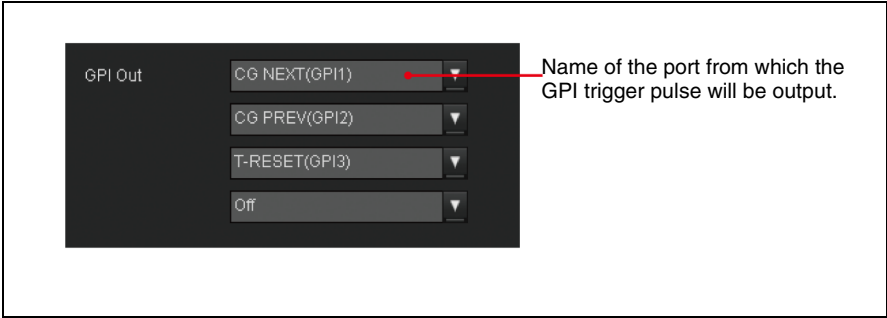 GPI Out
CG NEXT(GPI1)
Name of the port from which the
GPI trigger pulse will be output.
CG PREV(GPI2)
T-RESET(GPI3)
Off